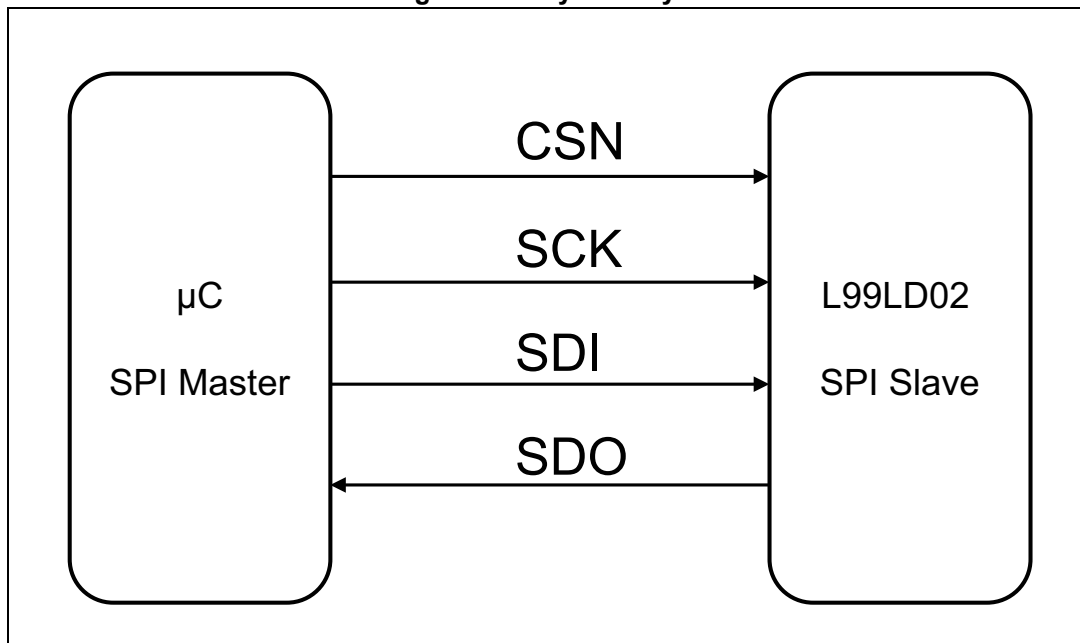 CSN
SCK
µC
L99LD02
SDI
SPI Master
SPI Slave
SDO